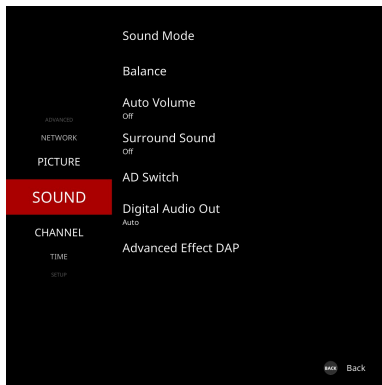 ADVANCED
NETWORK
PICTURE
SOUND
CHANNEL
TIME
SETUP
Sound Mode
Balance
Auto Volume
Off
Surround Sound
Off
AD Switch
Digital Audio Out
Auto
Advanced Effect DAP
BACK Back